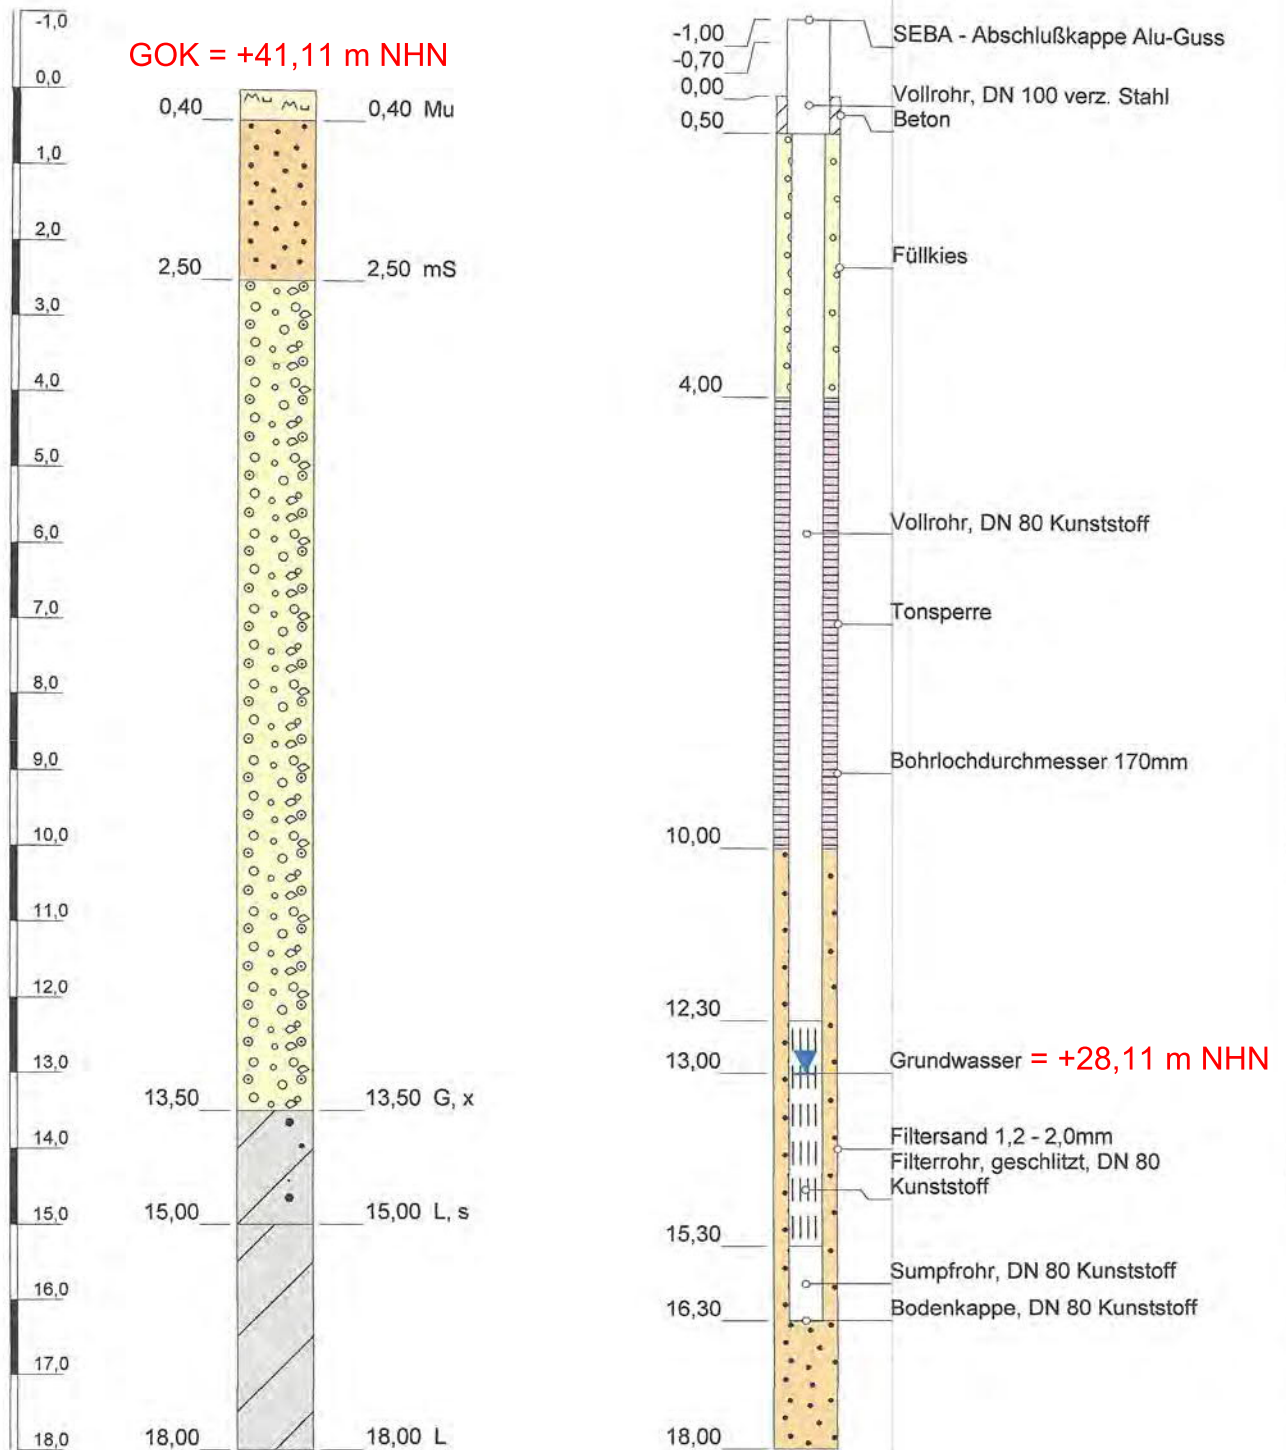 -1,0
0,0
1,0
2,0
3,0
4,0
5,0
6,0
7,0
8,0
9,0
10,0
11,0
12,0
13,0
14,0
15,0
16,0
17,0
18,0
GOK = +41,11 m NHN
Mu Mu
0,40
0,40 Mu
2,50
2,50 mS
13,50
13,50 G, x
15,00
15,00 L, s
18,00
18,00 L
-1,00
SEBA - Abschlußkappe Alu-Guss
-0,70
0,00
Vollrohr, DN 100 verz. Stahl
Beton
0,50
Füllkies
4,00
Vollrohr, DN 80 Kunststoff
Tonsperre
Bohrlochdurchmesser 170mm
10,00
12,30
13,00
Grundwasser = +28,11 m NHN
Filtersand 1,2 - 2,0mm
Filterrohr, geschlitzt, DN 80
Kunststoff
15,30
Sumpfrohr, DN 80 Kunststoff
16,30
Bodenkappe, DN 80 Kunststoff
18,00